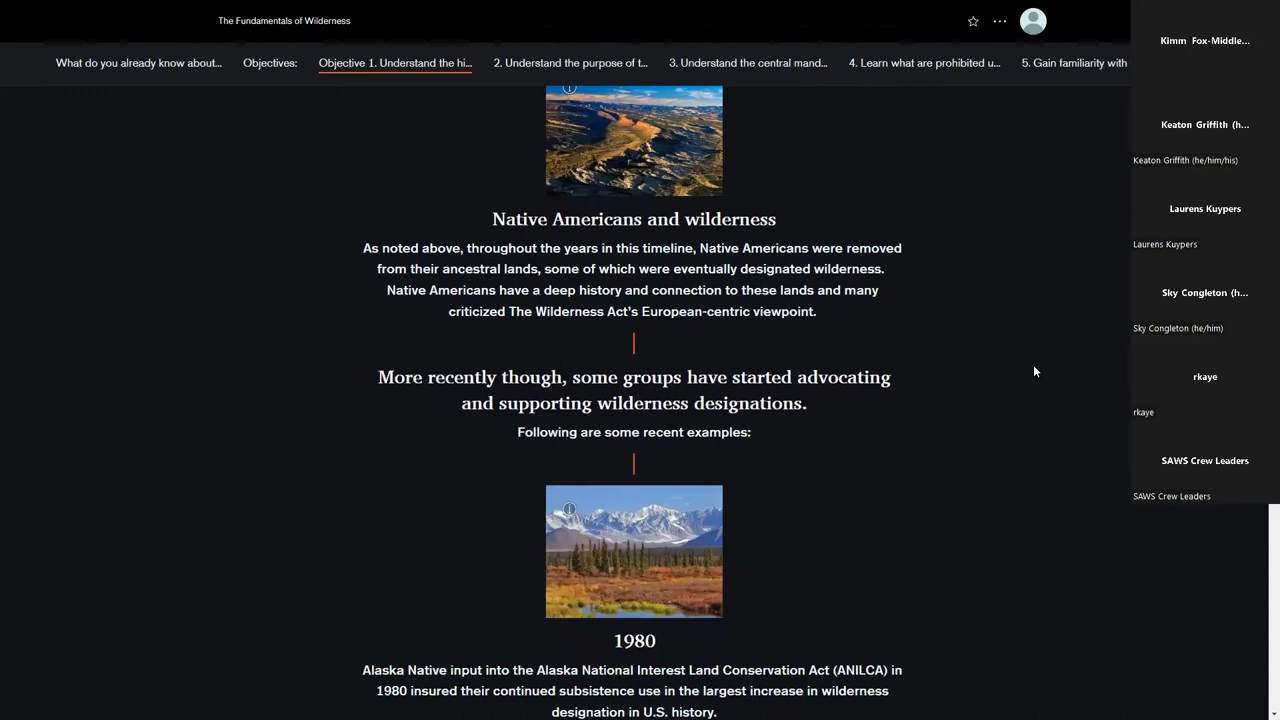 The Fundamentals of Wilderness
What do you already know about...
Objectives:
Objective 1. Understand the hi...
2. Understand the purpose of t...
3. Understand the central mand...
4. Learn what are prohibited u...
5. Gain familiarity with
Native Americans and wilderness
As noted above, throughout the years in this timeline, Native Americans were removed
from their ancestral lands, some of which were eventually designated wilderness.
Native Americans have a deep history and connection to these lands and many
criticized The Wilderness Act's European-centric viewpoint.
More recently though, some groups have started advocating
and supporting wilderness designations.
Following are some recent examples:
1980
Alaska Native input into the Alaska National Interest Land Conservation Act (ANILCA) in
1980 insured their continued subsistence use in the largest increase in wilderness
designation in U.S. history.
Kimm Fox-Middle...
Keaton Griffith (h...
Keaton Griffith (he/him/his)
Laurens Kuypers
Laurens Kuypers
Sky Congleton (h...
Sky Congleton (he/him)
rkaye
rkaye
SAWS Crew Leaders
SAWS Crew Leaders